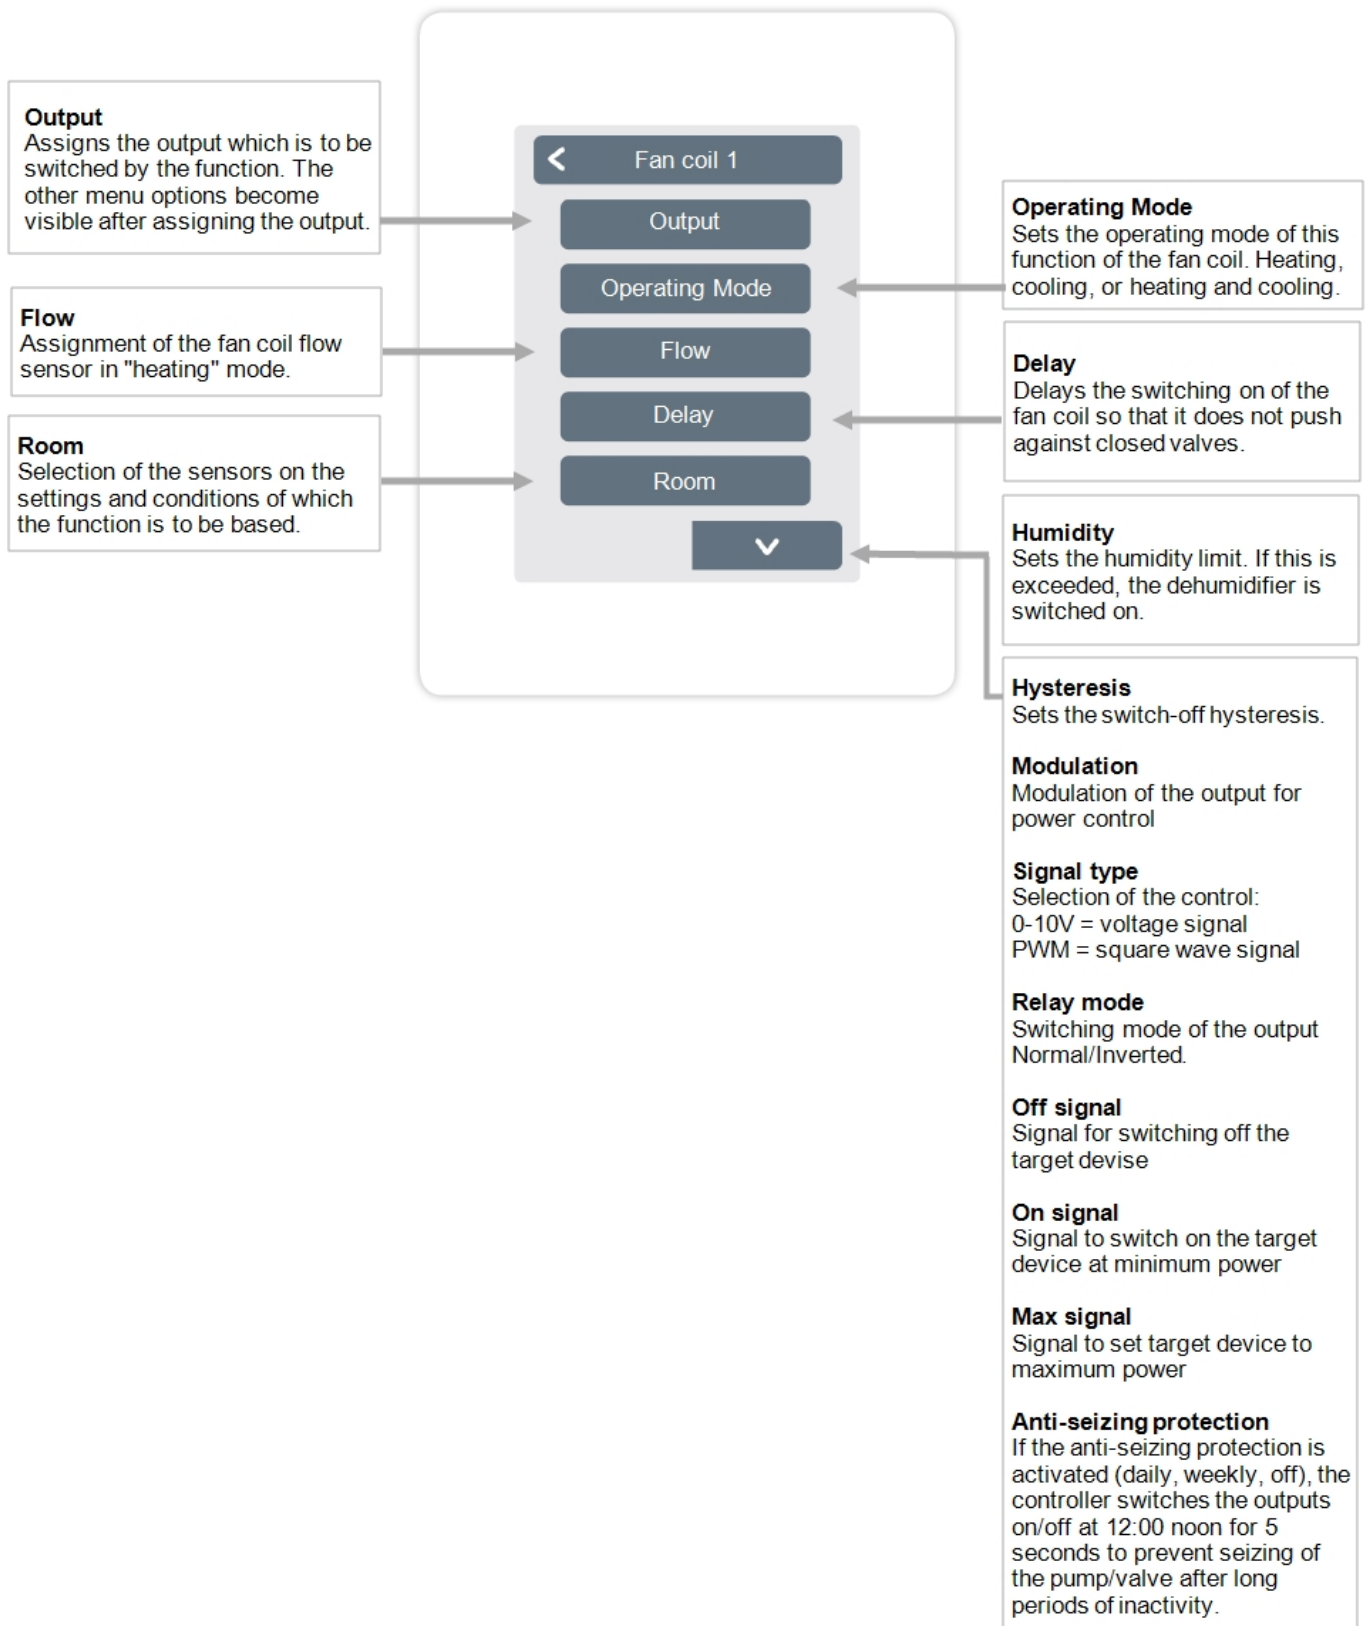 Output
Assigns the output which is to be
switched by the function. The
other menu options become
visible after assigning the output.
Flow
Assignment of the fan coil flow
sensor in "heating" mode.
Room
Selection of the sensors on the
settings and conditions of which
the function is to be based.
Fan coil 1
Output
Operating Mode
Flow
Delay
Room
Operating Mode
Sets the operating mode of this
function of the fan coil. Heating,
cooling, or heating and cooling.
Delay
Delays the switching on of the
fan coil so that it does not push
against closed valves.
Humidity
Sets the humidity limit. If this is
exceeded, the dehumidifier is
switched on.
Hysteresis
Sets the switch-off hysteresis.
Modulation
Modulation of the output for
power control
Signal type
Selection of the control:
0-10V = voltage signal
PWM = square wave signal
Relay mode
Switching mode of the output
Normal/Inverted.
Off signal
Signal for switching off the
target devise
On signal
Signal to switch on the target
device at minimum power
Max signal
Signal to set target device to
maximum power
Anti-seizing protection
If the anti-seizing protection is
activated (daily, weekly, off), the
controller switches the outputs
on/off at 12:00 noon for 5
seconds to prevent seizing of
the pump/valve after long
periods of inactivity.